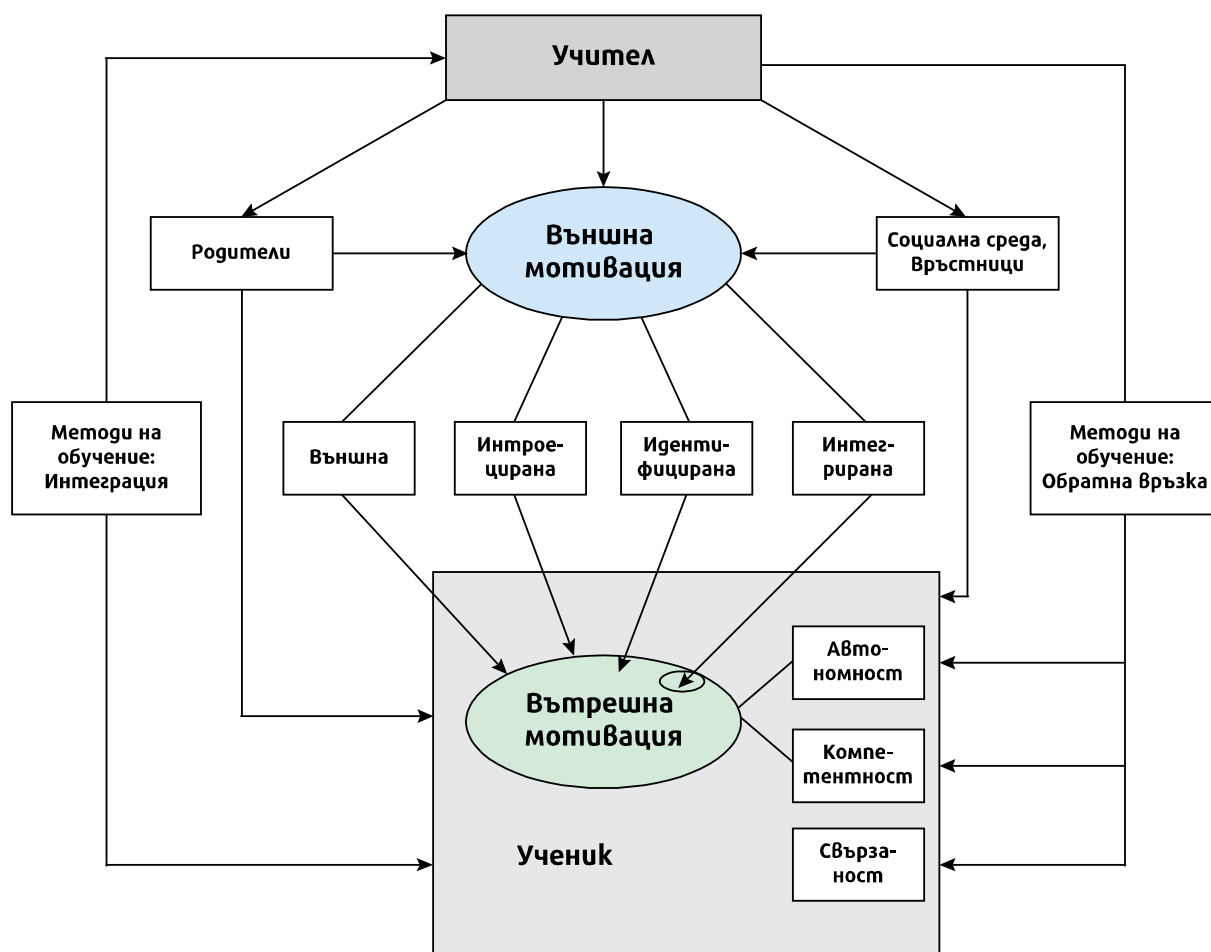 Учител
Родители
Външна
мотивация
Социална среда,
Връстници
Методи на
обучение:
Интеграция
Външна
Интрое-
цирана
Иденти-
фицирана
Интег-
рирана
Методи на
обучение:
Обратна връзка
Вътрешна
мотивация
Авто-
номност
Компе-
тентност
Ученик
Свърза-
ност